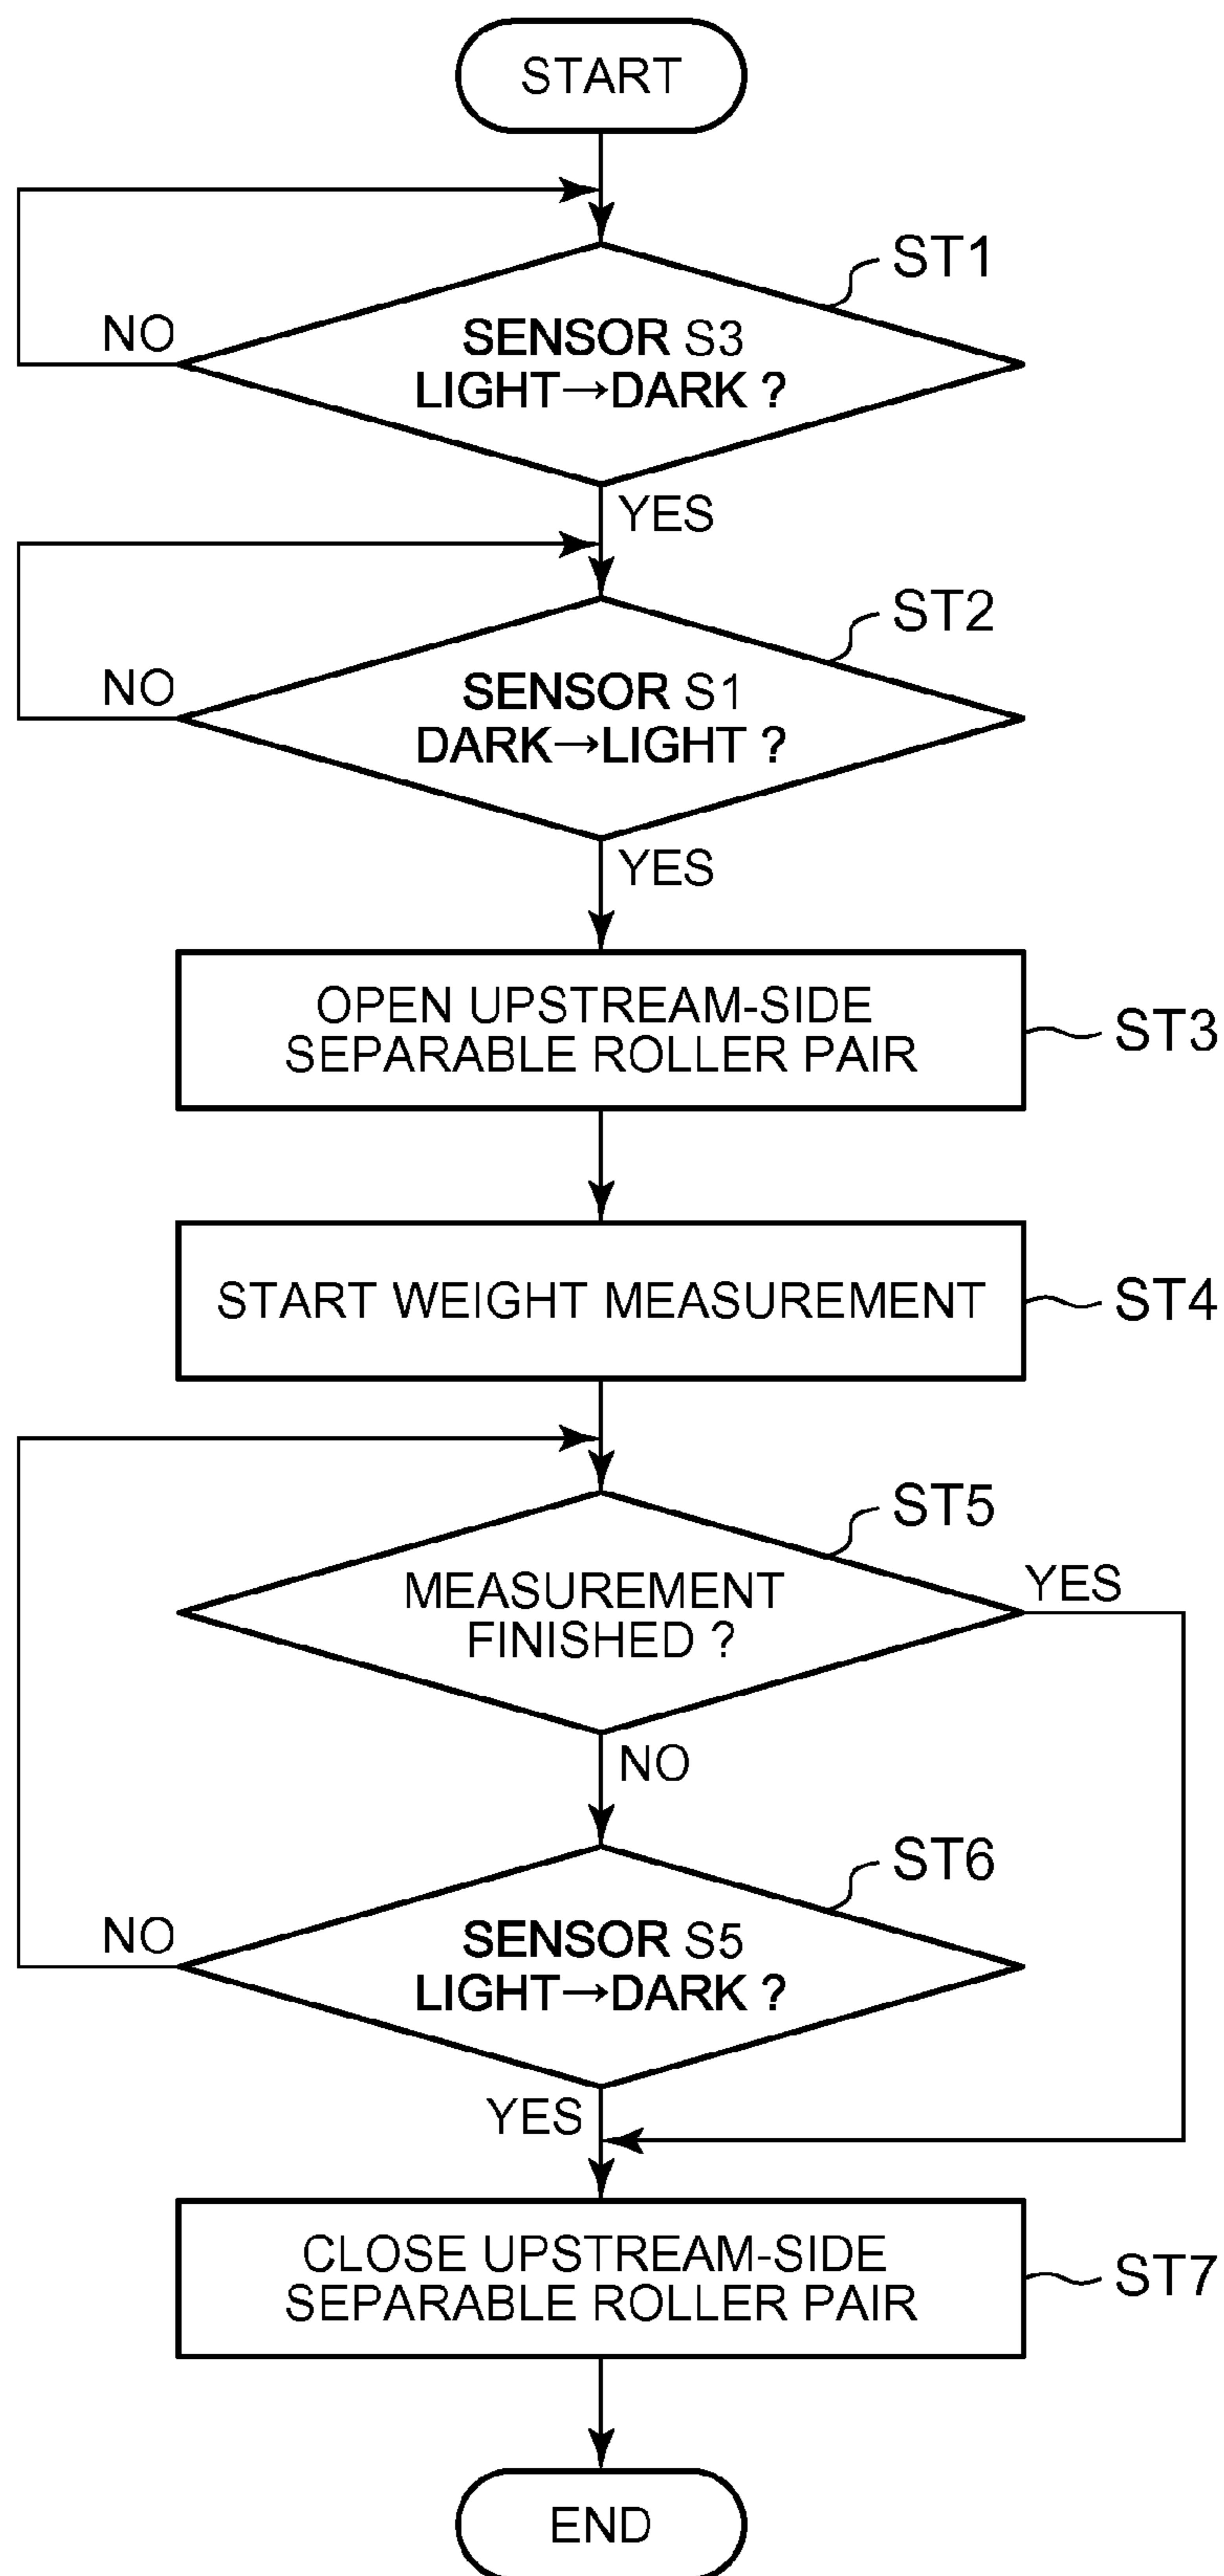 START
ST1
NO
SENSOR S3
LIGHT→DARK ?
YES
ST2
NO
SENSOR S1
DARK→LIGHT ?
YES
OPEN UPSTREAM-SIDE
SEPARABLE ROLLER PAIR
ST3
START WEIGHT MEASUREMENT
ST4
ST5
MEASUREMENT
FINISHED ?
YES
NO
ST6
NO
SENSOR S5
LIGHT→DARK ?
YES
CLOSE UPSTREAM-SIDE
SEPARABLE ROLLER PAIR
ST7
END